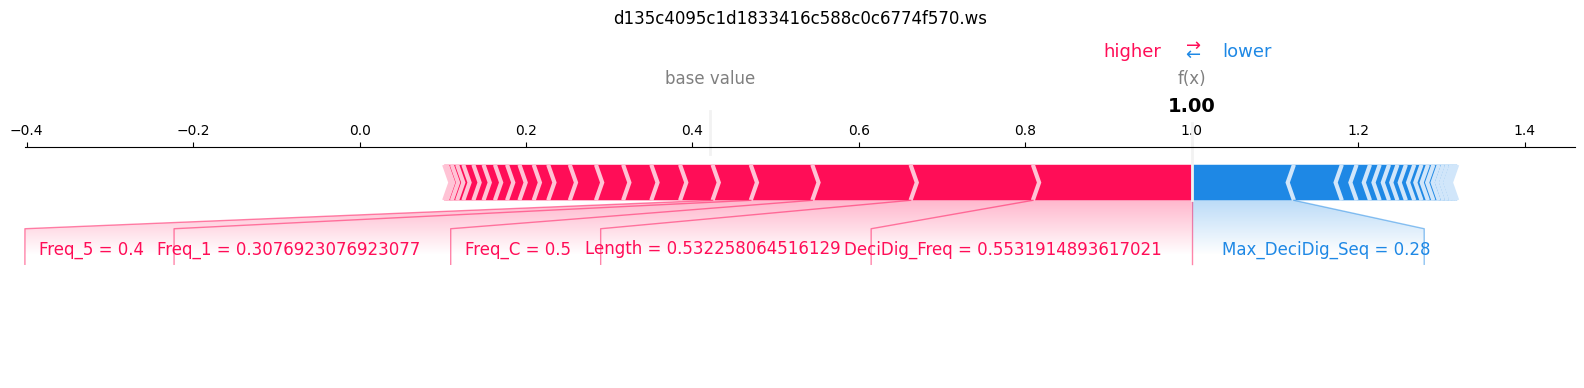 d135c4095c1d1833416c588c0c6774f570.ws
higher → ← lower
base value f(x)
1.00
−0.4 −0.2 0.0 0.2 0.4 0.6 0.8 1.0 1.2 1.4
Freq_5 = 0.4 Freq_1 = 0.3076923076923077 Freq_C = 0.5 Length = 0.532258064516129 DeciDig_Freq = 0.5531914893617021 Max_DeciDig_Seq = 0.28